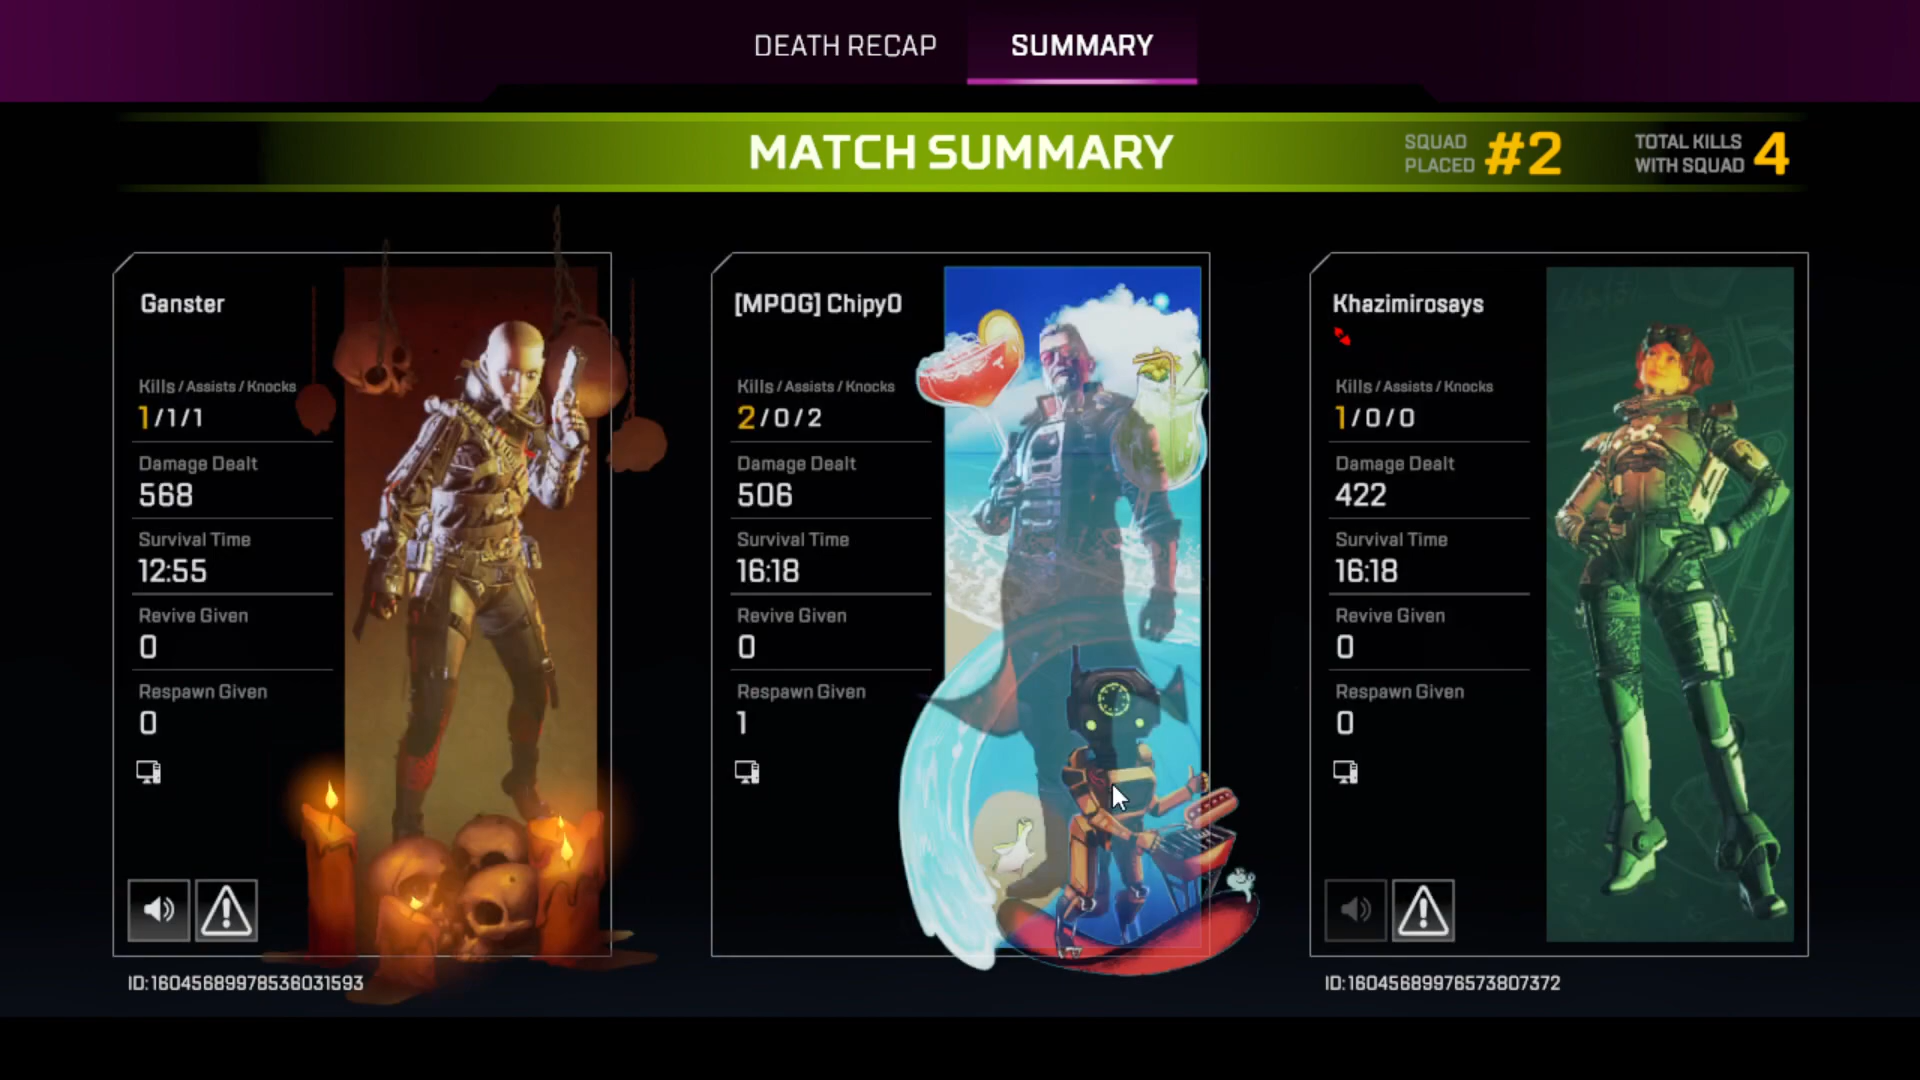 DEATH RECAP
SUMMARY
MATCH SUMMARY
SQUAD PLACED #2
TOTAL KILLS WITH SQUAD 4
Ganster
Kills / Assists / Knocks
1/1/1
Damage Dealt
568
Survival Time
12:55
Revive Given
0
Respawn Given
0
ID:16045689978536031593
[MPOG] Chipy0
Kills / Assists / Knocks
2/0/2
Damage Dealt
506
Survival Time
16:18
Revive Given
0
Respawn Given
1
Khazimirosays
Kills / Assists / Knocks
1/0/0
Damage Dealt
422
Survival Time
16:18
Revive Given
0
Respawn Given
0
ID:16045689976573807372